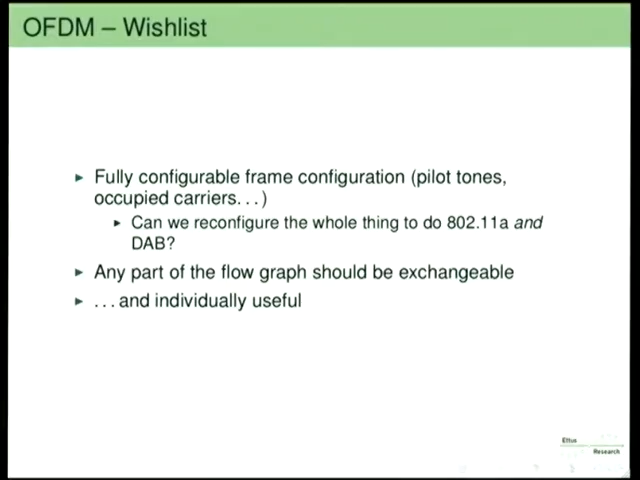 OFDM – Wishlist
Fully configurable frame configuration (pilot tones,
occupied carriers. . . )
Can we reconfigure the whole thing to do 802.11a and
DAB?
Any part of the flow graph should be exchangeable
. . . and individually useful
Ettus
Research